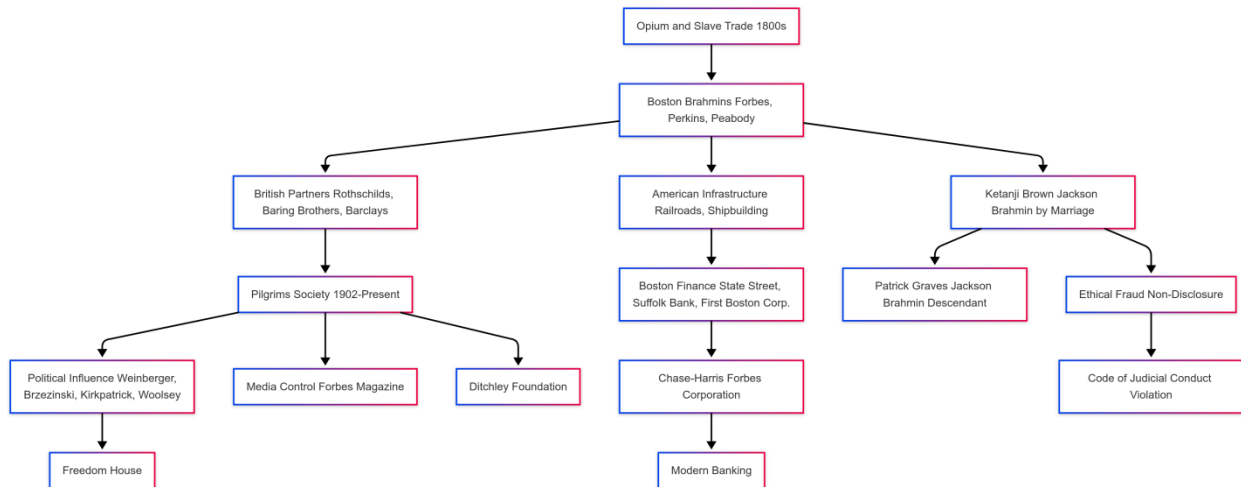 Opium and Slave Trade 1800s
Boston Brahmins Forbes,
Perkins, Peabody
British Partners Rothschilds,
Baring Brothers, Barclays
American Infrastructure
Railroads, Shipbuilding
Ketanji Brown Jackson
Brahmin by Marriage
Pilgrims Society 1902-Present
Boston Finance State Street,
Suffolk Bank, First Boston Corp.
Patrick Graves Jackson
Brahmin Descendant
Ethical Fraud Non-Disclosure
Political Influence Weinberger,
Brzezinski, Kirkpatrick, Woolsey
Media Control Forbes Magazine
Ditchley Foundation
Chase-Harris Forbes
Corporation
Code of Judicial Conduct
Violation
Freedom House
Modern Banking